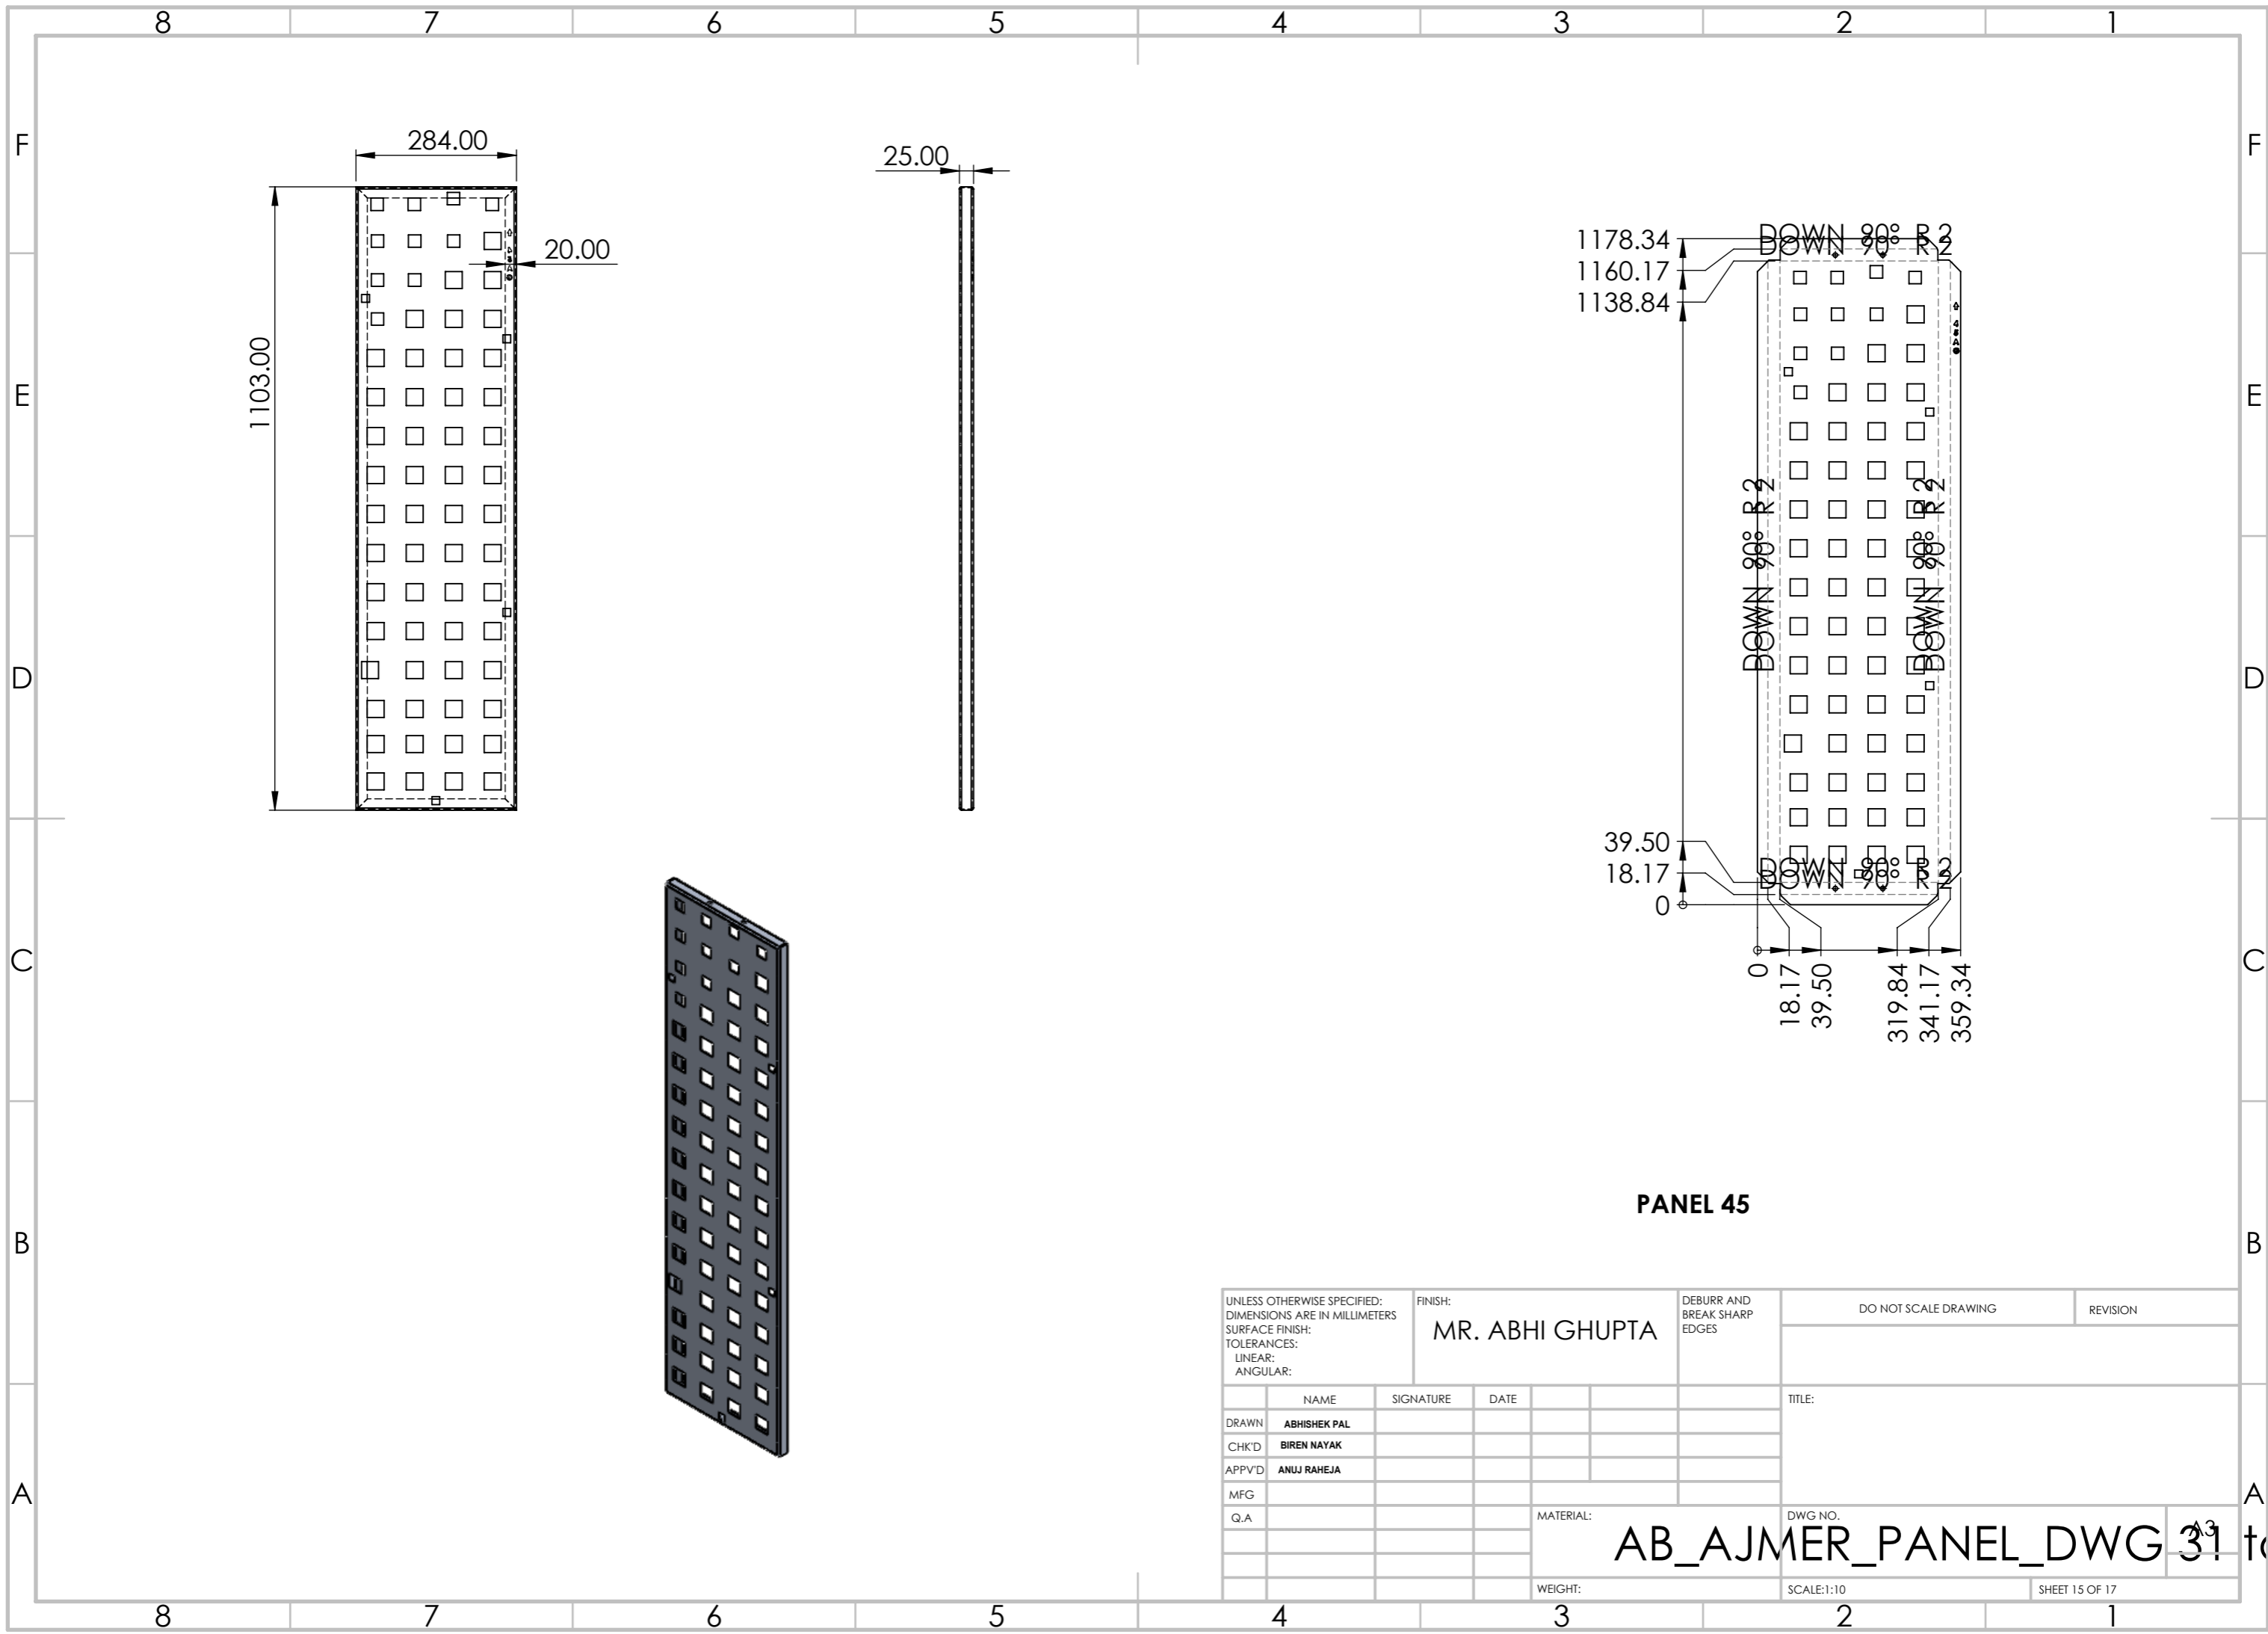 8 7 6 5 4 3 2 1
F
F
284.00
25.00
20.00
1103.00
DOWN 90° R 2
DOWN 90° R 2
1178.34
1160.17
1138.84
E
E
DOWN 90° R 2
DOWN 90° R 2
DOWN 90° R 2
DOWN 90° R 2
D
D
39.50
18.17
0
DOWN 90° R 2
DOWN 90° R 2
0
18.17
39.50
319.84
341.17
359.34
C
C
PANEL 45
B
B
UNLESS OTHERWISE SPECIFIED:
DIMENSIONS ARE IN MILLIMETERS
SURFACE FINISH:
TOLERANCES:
LINEAR:
ANGULAR:
FINISH:
MR. ABHI GHUPTA
DEBURR AND
BREAK SHARP
EDGES
DO NOT SCALE DRAWING
REVISION
NAME SIGNATURE DATE
TITLE:
DRAWN ABHISHEK PAL
CHK'D BIREN NAYAK
APPV'D ANUJ RAHEJA
MFG
Q.A
MATERIAL:
DWG NO.
AB_AJMER_PANEL_DWG 31
A3
WEIGHT:
SCALE:1:10
SHEET 15 OF 17
A
A
8 7 6 5 4 3 2 1